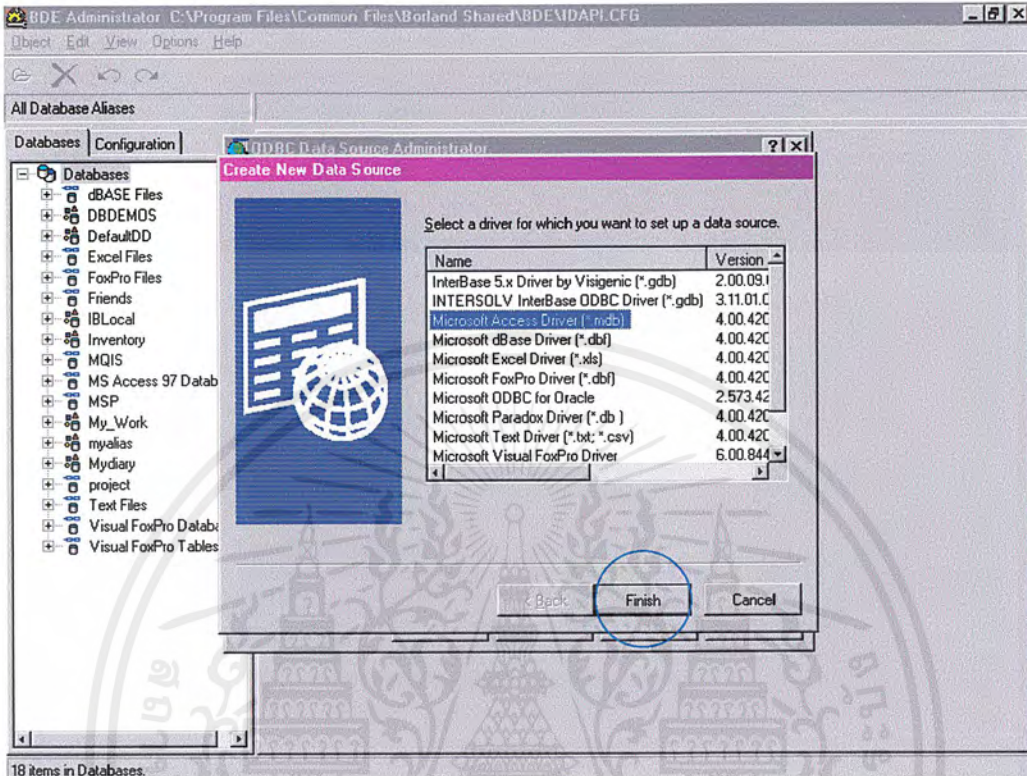 BDE Administrator C:\Program Files\Common Files\Borland Shared\BDE\IDAPI.CFG
Object Edit View Options Help
All Database Aliases
Databases Configuration
Databases
dBASE Files
DBDEMOS
DefaultDD
Excel Files
FoxPro Files
Friends
IBLocal
Inventory
MQIS
MS Access 97 Datab
MSP
My_Work
myalias
Mydiary
project
Text Files
Visual FoxPro Databa
Visual FoxPro Tables
18 items in Databases.
ODBC Data Source Administrator
Create New Data Source
Select a driver for which you want to set up a data source.
Name Version
InterBase 5.x Driver by Visigenic (*.gdb) 2.00.09.
INTERSOLV InterBase ODBC Driver (*.gdb) 3.11.01.
Microsoft Access Driver (*.mdb) 4.00.420
Microsoft dBase Driver (*.dbf) 4.00.420
Microsoft Excel Driver (*.xls) 4.00.420
Microsoft FoxPro Driver (*.dbf) 4.00.420
Microsoft ODBC for Oracle 2.573.42
Microsoft Paradox Driver (*.db ) 4.00.420
Microsoft Text Driver (*.txt; *.csv) 4.00.420
Microsoft Visual FoxPro Driver 6.00.844
< Back Finish Cancel